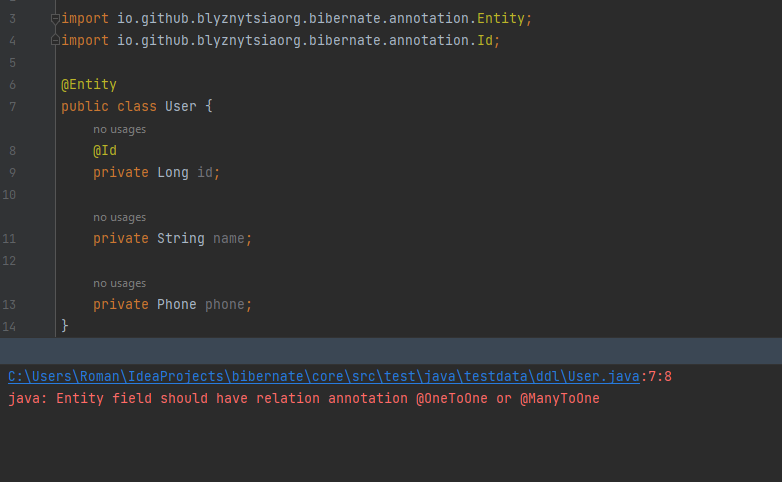 3 import io.github.blyznytsiaorg.bibernate.annotation.Entity;
4 import io.github.blyznytsiaorg.bibernate.annotation.Id;
5
6 @Entity
7 public class User {
no usages
8 @Id
9 private Long id;
10
no usages
11 private String name;
12
no usages
13 private Phone phone;
14 }
C:\Users\Roman\IdeaProjects\bibernate\core\src\test\java\testdata\ddl\User.java:7:8
java: Entity field should have relation annotation @OneToOne or @ManyToOne